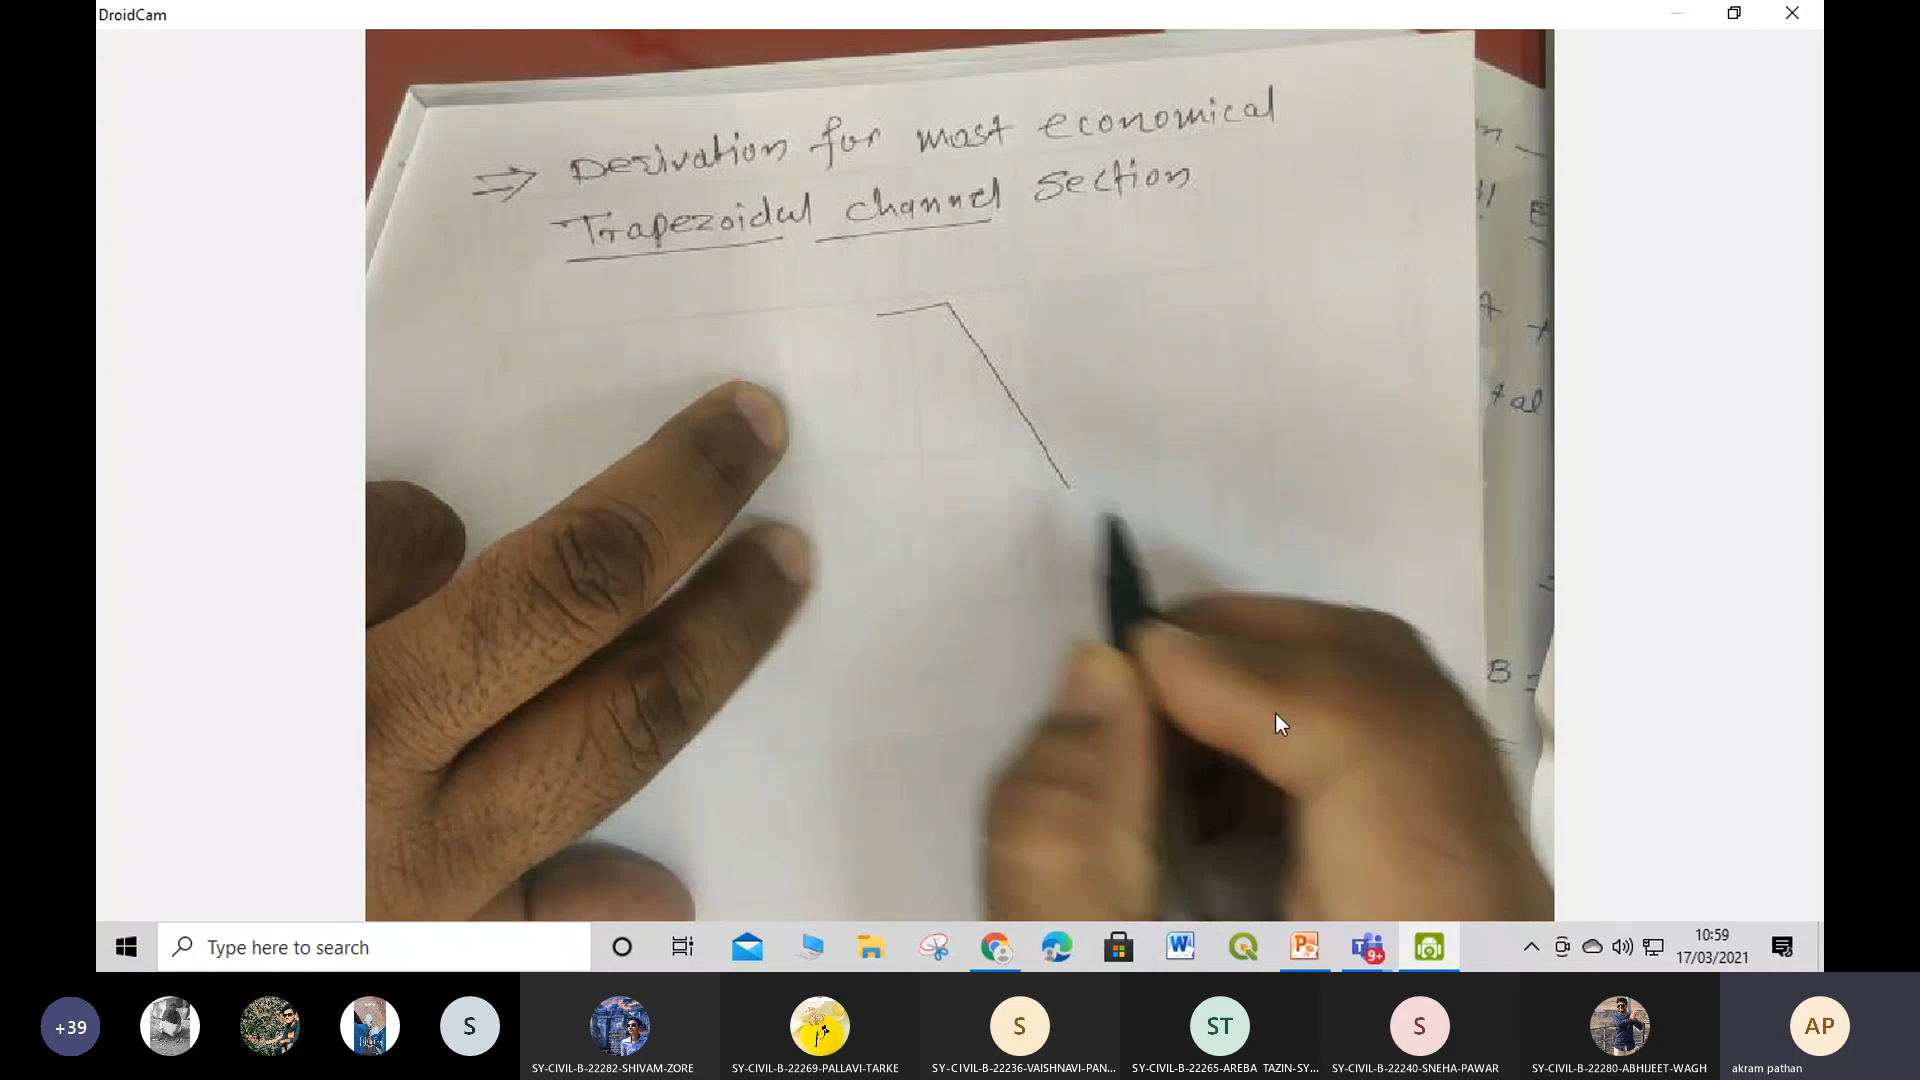 DroidCam
⇒ Derivation for most economical
Trapezoidal channel section
+ al
B =
Type here to search
9+
10:59
17/03/2021
+39
S
S
ST
S
AP
SY-CIVIL-B-22282-SHIVAM-ZORE
SY-CIVIL-B-22269-PALLAVI-TARKE
SY-CIVIL-B-22236-VAISHNAVI-PAN...
SY-CIVIL-B-22265-AREBA TAZIN-SY...
SY-CIVIL-B-22240-SNEHA-PAWAR
SY-CIVIL-B-22280-ABHIJEET-WAGH
akram pathan